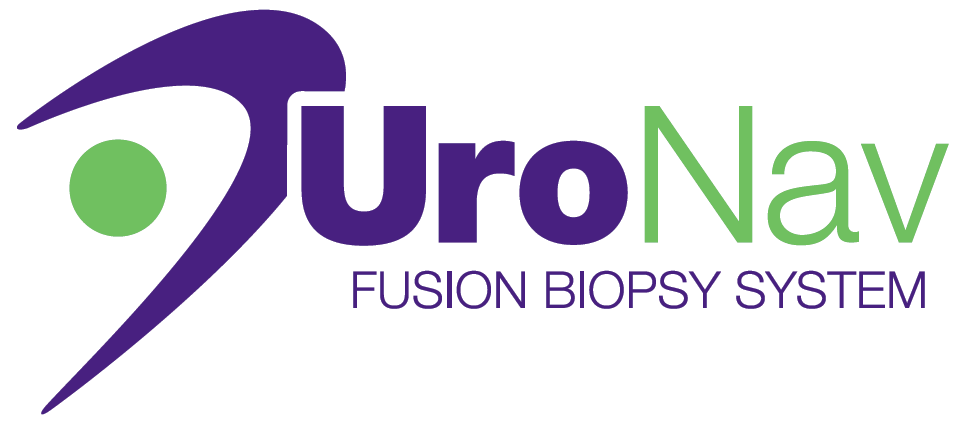 UroNav
FUSION BIOPSY SYSTEM